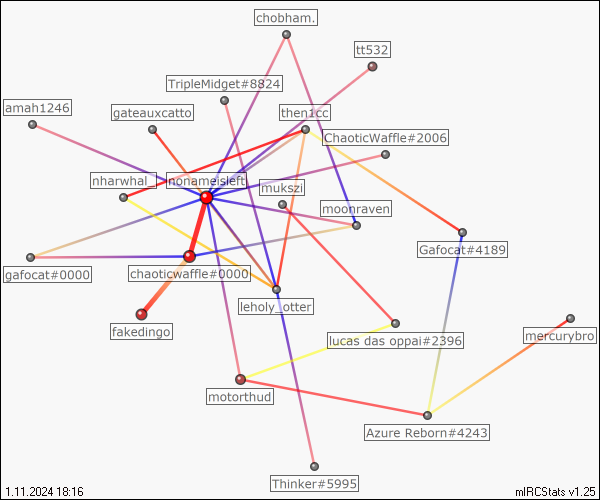 chobham.
tt532
TripleMidget#8824
amah1246
gateauxcatto
then1cc
ChaoticWaffle#2006
nharwhal_
nonameisleft
mukszi
moonraven
Gafocat#4189
gafocat#0000
chaoticwaffle#0000
leholy_otter
fakedingo
lucas das oppai#2396
mercurybro
motorthud
Azure Reborn#4243
Thinker#5995
1.11.2024 18:16
mIRCStats v1.25